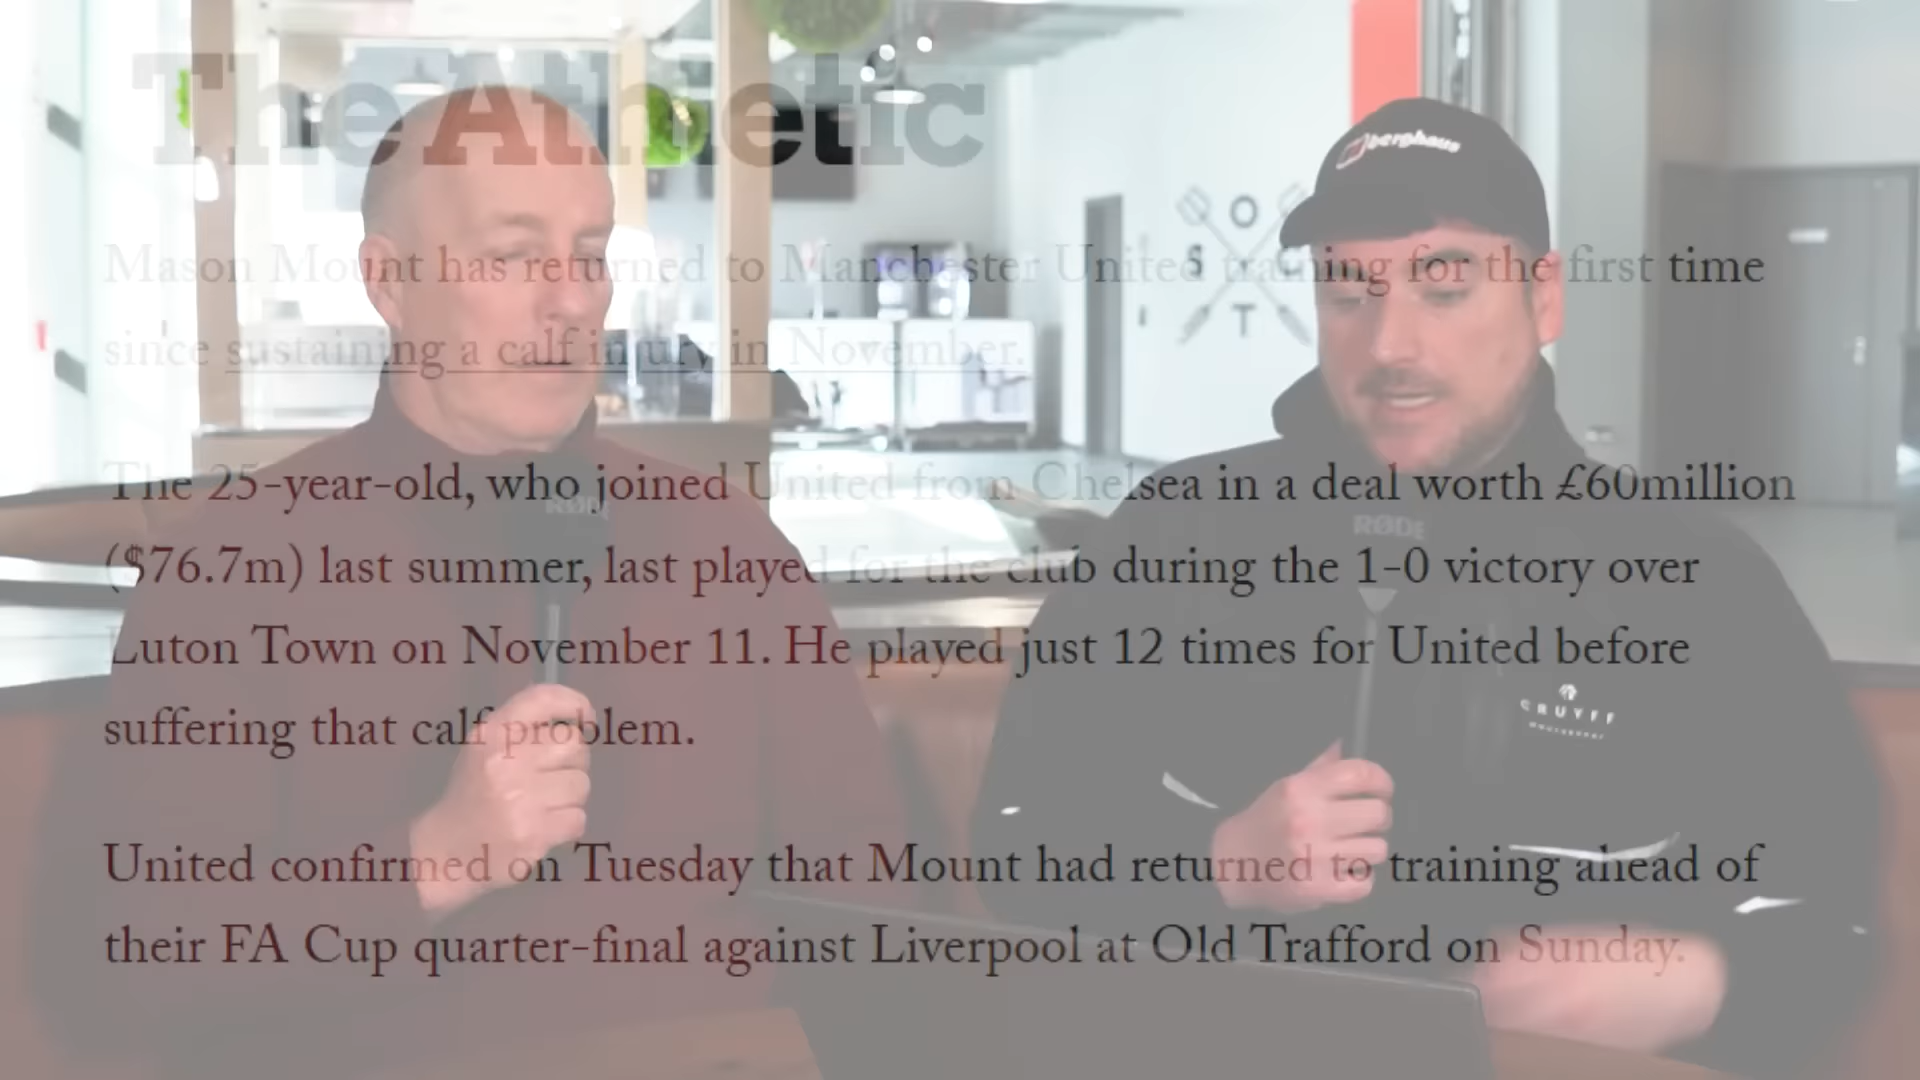 The Athletic
berghaus
O
S C
T
Mason Mount has returned to Manchester United training for the first time
since sustaining a calf injury in November.
The 25-year-old, who joined United from Chelsea in a deal worth £60million
RØDE
RØDE
($76.7m) last summer, last played for the club during the 1-0 victory over
Luton Town on November 11. He played just 12 times for United before
CRUYFF
suffering that calf problem.
United confirmed on Tuesday that Mount had returned to training ahead of
their FA Cup quarter-final against Liverpool at Old Trafford on Sunday.